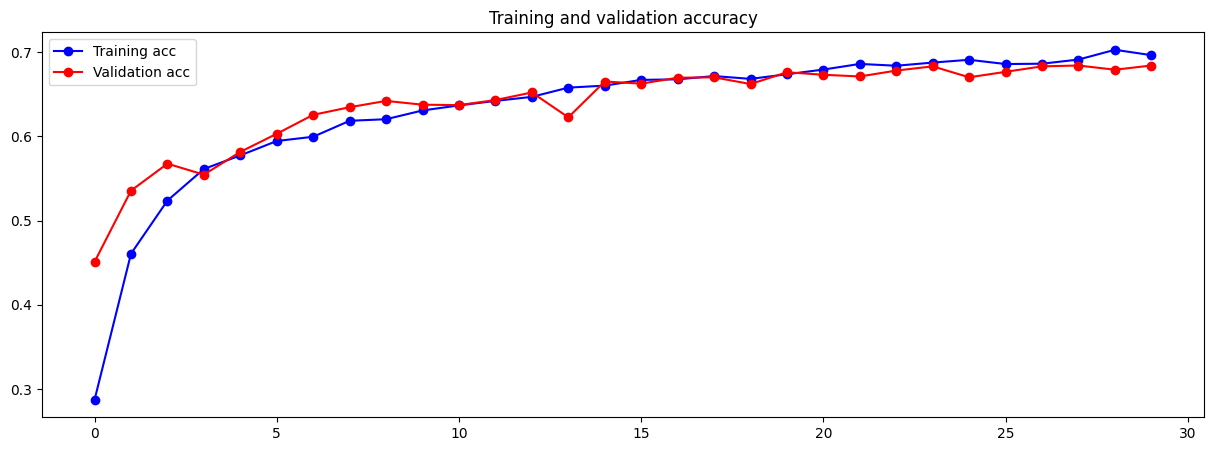 Training and validation accuracy
Training acc
Validation acc
0.7
0.6
0.5
0.4
0.3
0 5 10 15 20 25 30